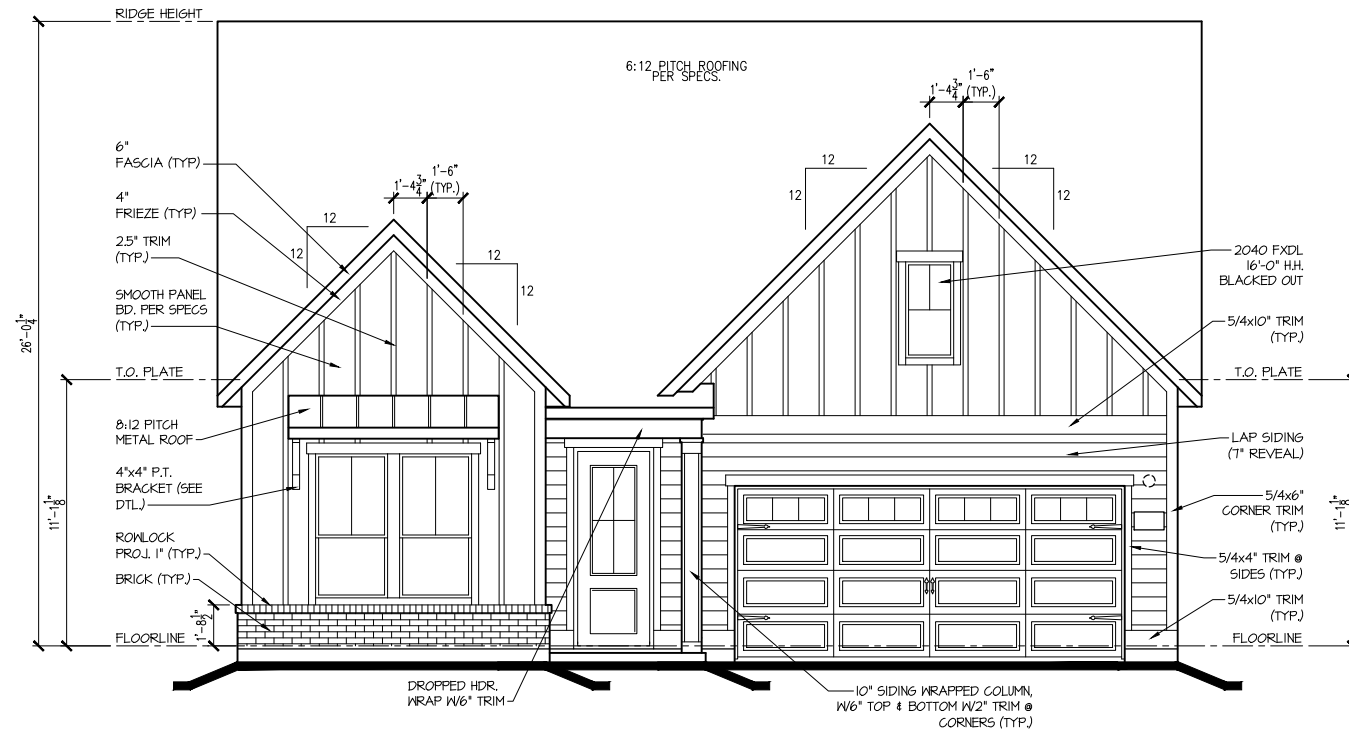 RIDGE HEIGHT
6:12 PITCH ROOFING
PER SPECS.
1'-6"
1'-4 3/4" (TYP.)
6"
FASCIA (TYP)
4"
FRIEZE (TYP)
2.5" TRIM
(TYP.)
SMOOTH PANEL
BD. PER SPECS
(TYP.)
1'-6"
1'-4 3/4" (TYP.)
12
12
12
12
12
12
12
12
26'-0 1/4"
T.O. PLATE
8:12 PITCH
METAL ROOF
4"x4" P.T.
BRACKET (SEE
DTL.)
11'-1 1/8"
ROWLOCK
PROJ. 1" (TYP.)
BRICK (TYP.)
1'-8 1/2"
FLOORLINE
DROPPED HDR.
WRAP W/6" TRIM
10" SIDING WRAPPED COLUMN,
W/6" TOP & BOTTOM W/2" TRIM @
CORNERS (TYP.)
2040 FXDL
16'-0" H.H.
BLACKED OUT
5/4x10" TRIM
(TYP.)
T.O. PLATE
LAP SIDING
(7" REVEAL)
5/4x6"
CORNER TRIM
(TYP.)
11'-1 1/8"
5/4x4" TRIM @
SIDES (TYP.)
5/4x10" TRIM
(TYP.)
FLOORLINE